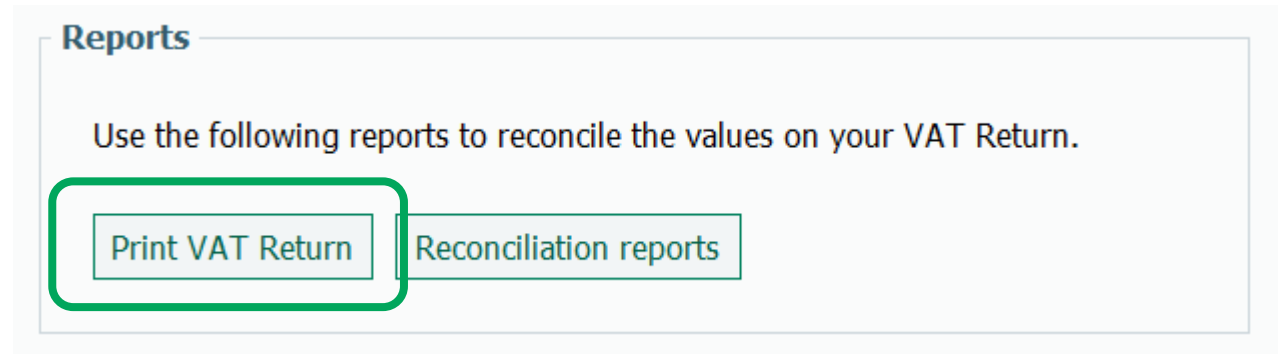 Reports
Use the following reports to reconcile the values on your VAT Return.
Print VAT Return Reconciliation reports